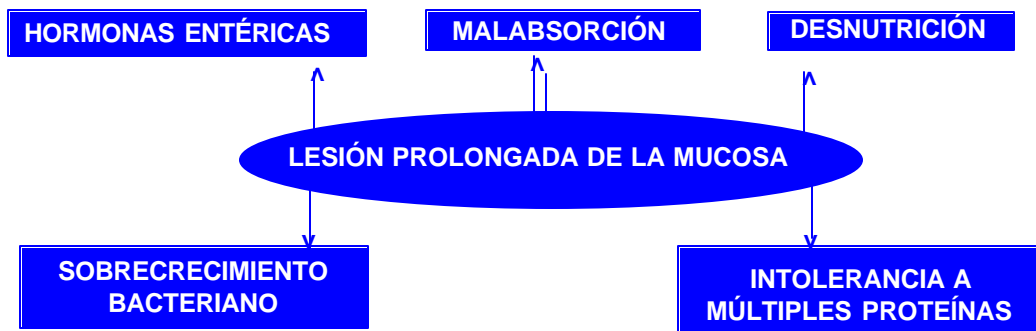 HORMONAS ENTÉRICAS
MALABSORCIÓN
DESNUTRICIÓN
LESIÓN PROLONGADA DE LA MUCOSA
SOBRECRECIMIENTO
BACTERIANO
INTOLERANCIA A
MÚLTIPLES PROTEÍNAS